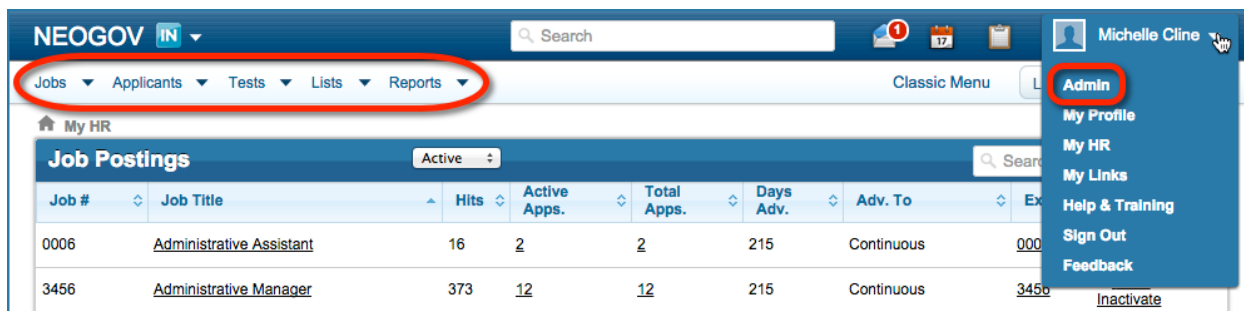 NEOGOV IN
Search
1
17
Michelle Cline
Jobs Applicants Tests Lists Reports
Classic Menu
L
Admin
My Profile
My HR
My Links
Help & Training
Sign Out
Feedback
My HR
Job Postings
Active
Sear
Job # Job Title Hits Active Apps. Total Apps. Days Adv. Adv. To Ex
0006 Administrative Assistant 16 2 2 215 Continuous 000
3456 Administrative Manager 373 12 12 215 Continuous 3456
Inactivate